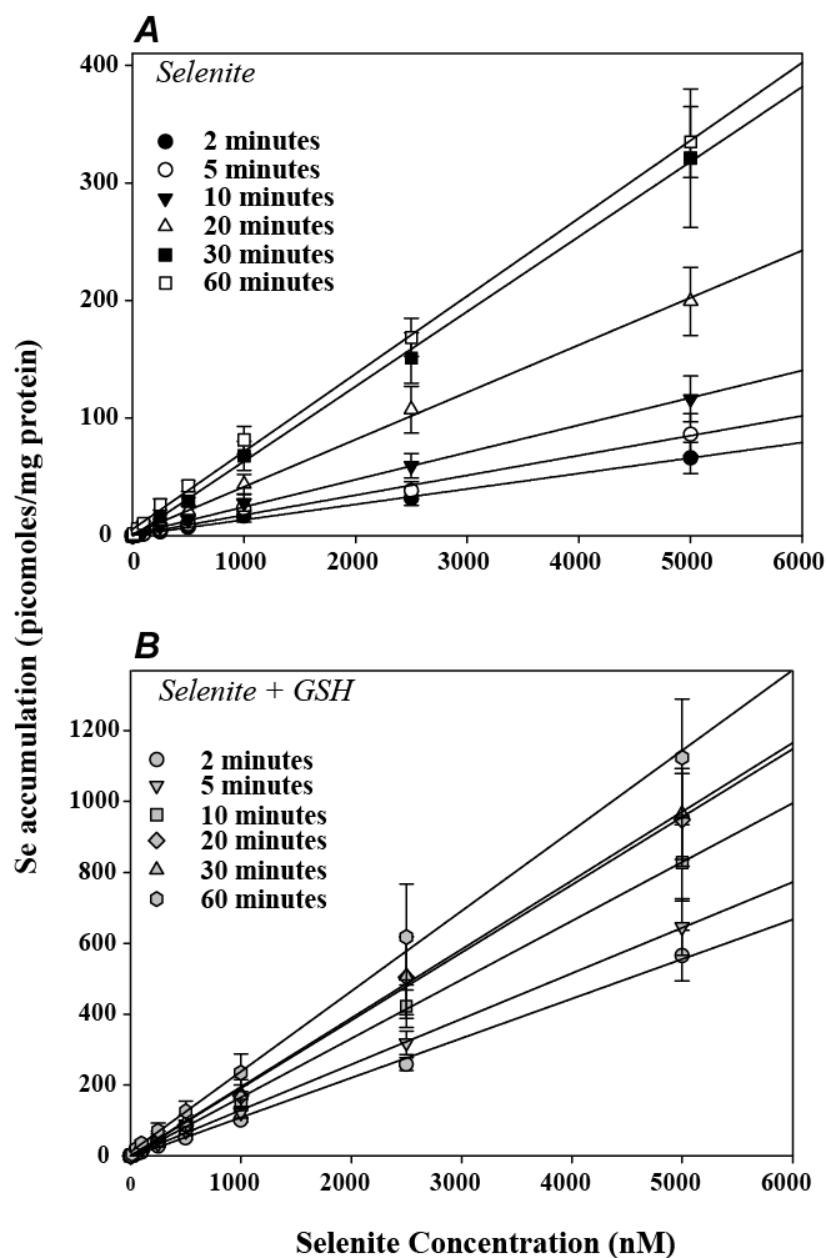 A
Selenite
2 minutes
5 minutes
10 minutes
20 minutes
30 minutes
60 minutes
400
300
200
100
0
0 1000 2000 3000 4000 5000 6000
Se accumulation (picomoles/mg protein)
B
Selenite + GSH
2 minutes
5 minutes
10 minutes
20 minutes
30 minutes
60 minutes
1200
1000
800
600
400
200
0
0 1000 2000 3000 4000 5000 6000
Selenite Concentration (nM)